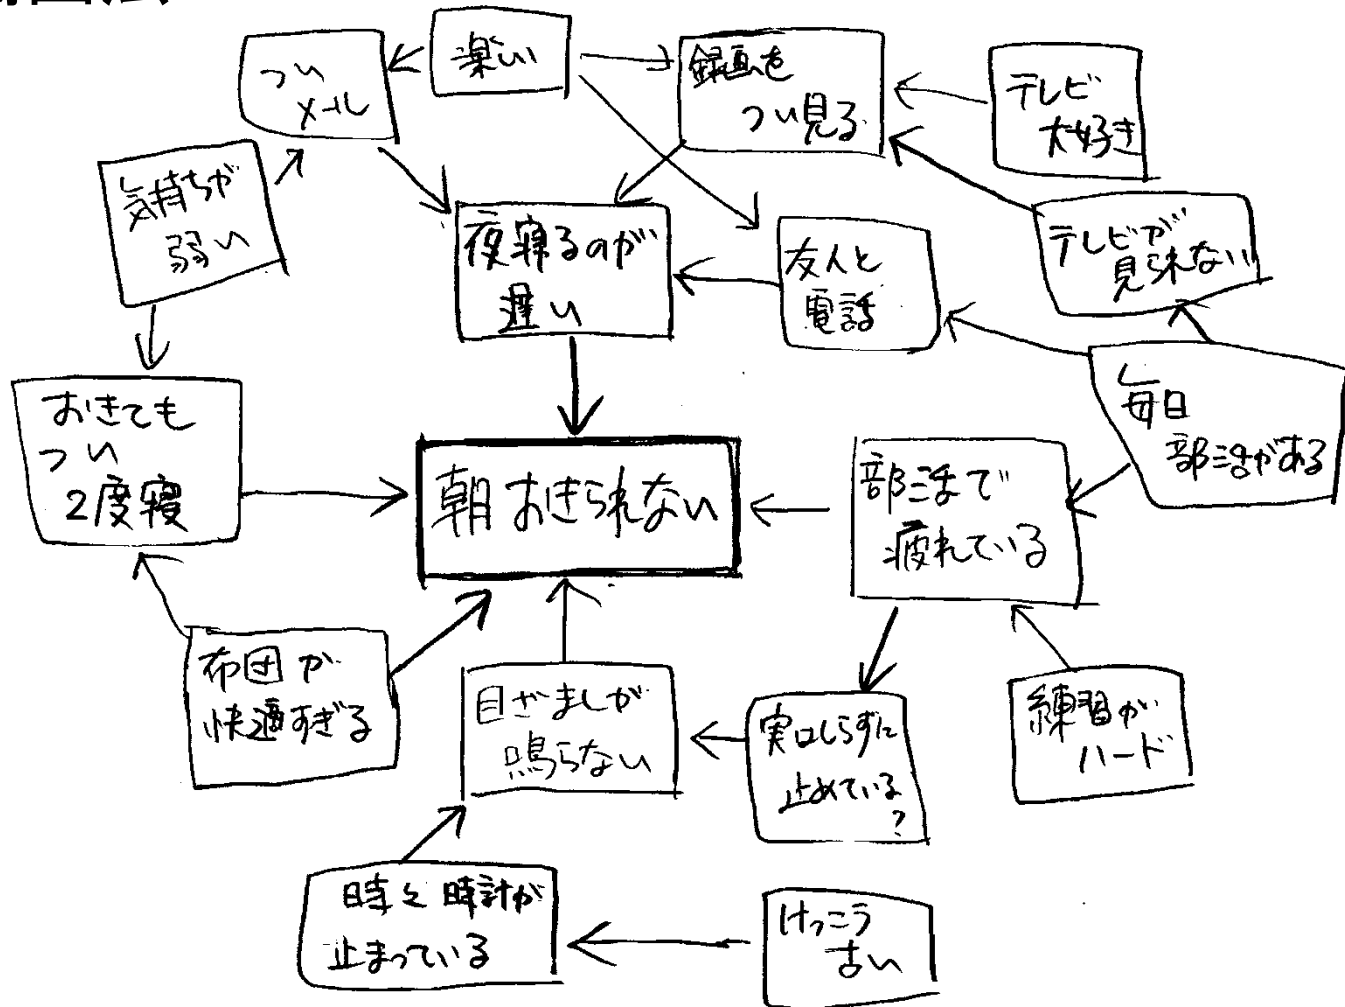 つい
メール
楽い
録画を
つい見る
テレビ
大好き
気持ちが
弱い
夜寝るのが
遅い
友人と
電話
テレビが
見られない
毎日
部活がある
おきても
つい
2度寝
朝おきられない
部活で
疲れている
布団が
快適すぎる
目ざましが
鳴らない
実はしらずに
止めている
?
練習が
ハード
時々時計が
止まっている
けっこう
古い